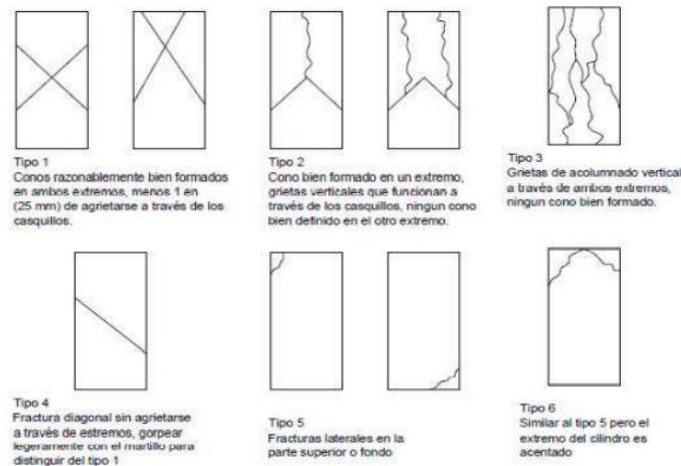 Tipo 1
Conos razonablemente bien formados
en ambos extremos, menos 1 en
(25 mm) de agrietarse a través de los
casquillos.
Tipo 2
Cono bien formado en un extremo,
grietas verticales que funcionan a
través de los casquillos, ningun cono
bien definido en el otro extremo.
Tipo 3
Grietas de acolumnado vertical
a través de ambos extremos,
ningun cono bien formado.
Tipo 4
Fractura diagonal sin agrietarse
a través de estremos, gorpear
legeramente con el martillo para
distinguir del tipo 1
Tipo 5
Fracturas laterales en la
parte superior o fondo
Tipo 6
Similar al tipo 5 pero el
extremo del cilindro es
acentado